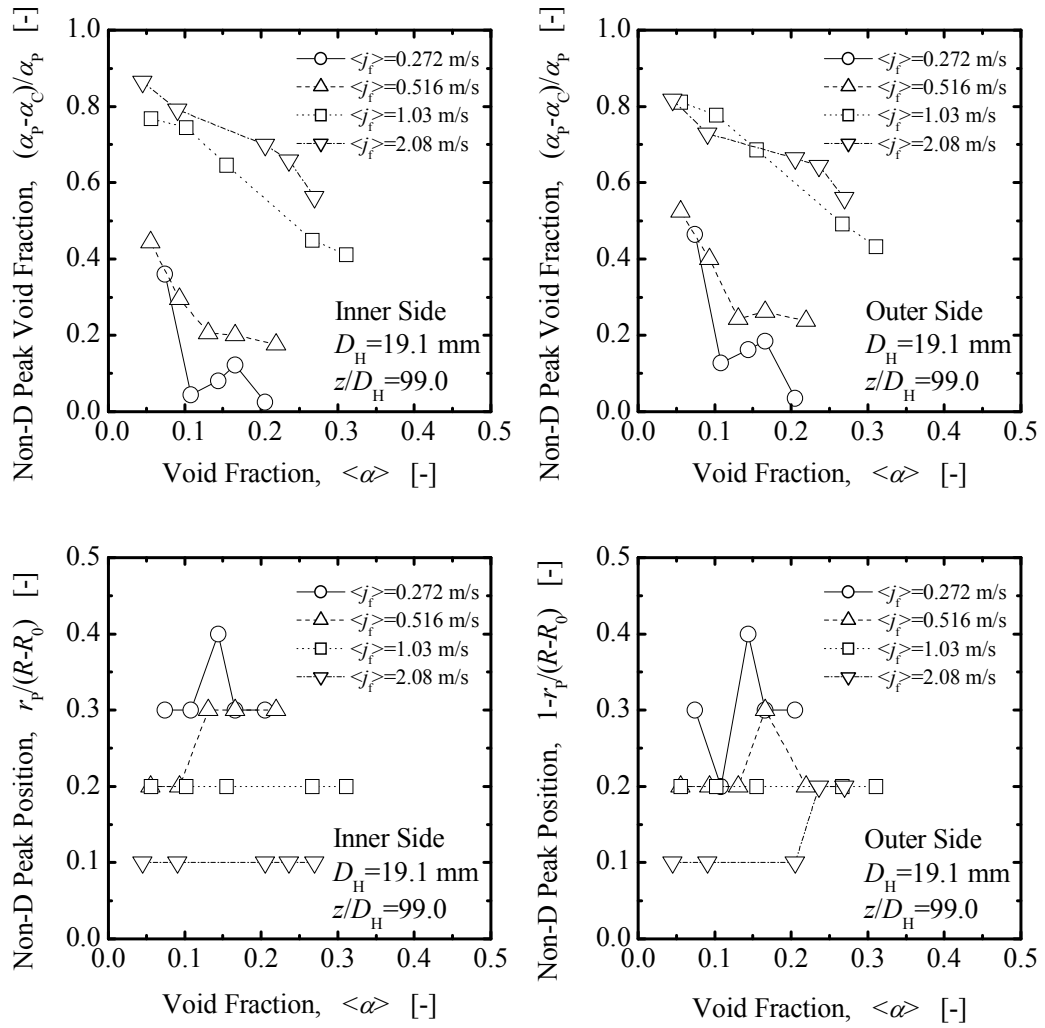 Non-D Peak Void Fraction, (αP-αC)/αP [-]
1.0
0.8
0.6
0.4
0.2
0.0
<jf>=0.272 m/s
<jf>=0.516 m/s
<jf>=1.03 m/s
<jf>=2.08 m/s
Inner Side
DH=19.1 mm
z/DH=99.0
0.0 0.1 0.2 0.3 0.4 0.5
Void Fraction, <α> [-]
Non-D Peak Void Fraction, (αP-αC)/αP [-]
1.0
0.8
0.6
0.4
0.2
0.0
<jf>=0.272 m/s
<jf>=0.516 m/s
<jf>=1.03 m/s
<jf>=2.08 m/s
Outer Side
DH=19.1 mm
z/DH=99.0
0.0 0.1 0.2 0.3 0.4 0.5
Void Fraction, <α> [-]
Non-D Peak Position, rP/(R-R0) [-]
0.5
0.4
0.3
0.2
0.1
0.0
<jf>=0.272 m/s
<jf>=0.516 m/s
<jf>=1.03 m/s
<jf>=2.08 m/s
Inner Side
DH=19.1 mm
z/DH=99.0
0.0 0.1 0.2 0.3 0.4 0.5
Void Fraction, <α> [-]
Non-D Peak Position, 1-rP/(R-R0) [-]
0.5
0.4
0.3
0.2
0.1
0.0
<jf>=0.272 m/s
<jf>=0.516 m/s
<jf>=1.03 m/s
<jf>=2.08 m/s
Outer Side
DH=19.1 mm
z/DH=99.0
0.0 0.1 0.2 0.3 0.4 0.5
Void Fraction, <α> [-]